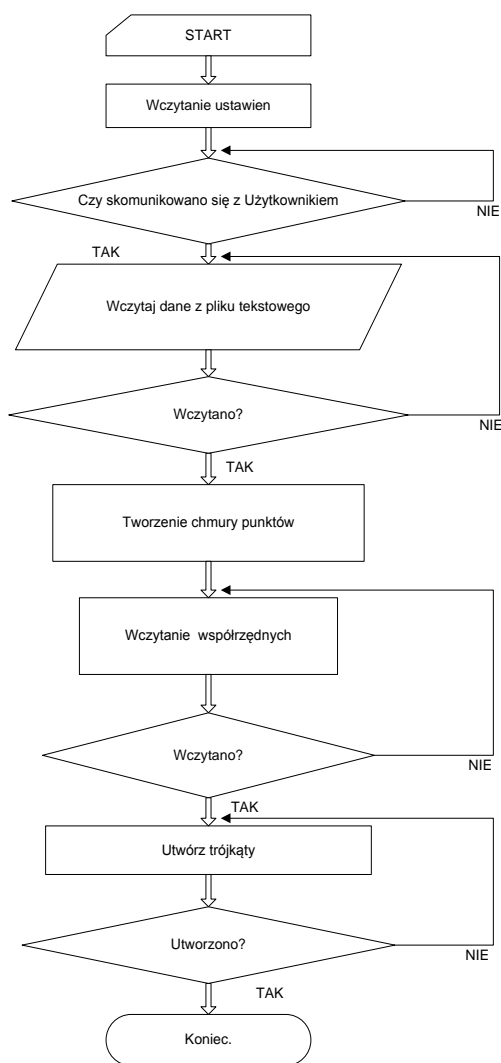 START
Wczytanie ustawien
Czy skomunikowano się z Użytkownikiem
NIE
TAK
Wczytaj dane z pliku tekstowego
Wczytano?
NIE
TAK
Tworzenie chmury punktów
Wczytanie współrzędnych
Wczytano?
NIE
TAK
Utwórz trójkąty
Utworzono?
NIE
TAK
Koniec.